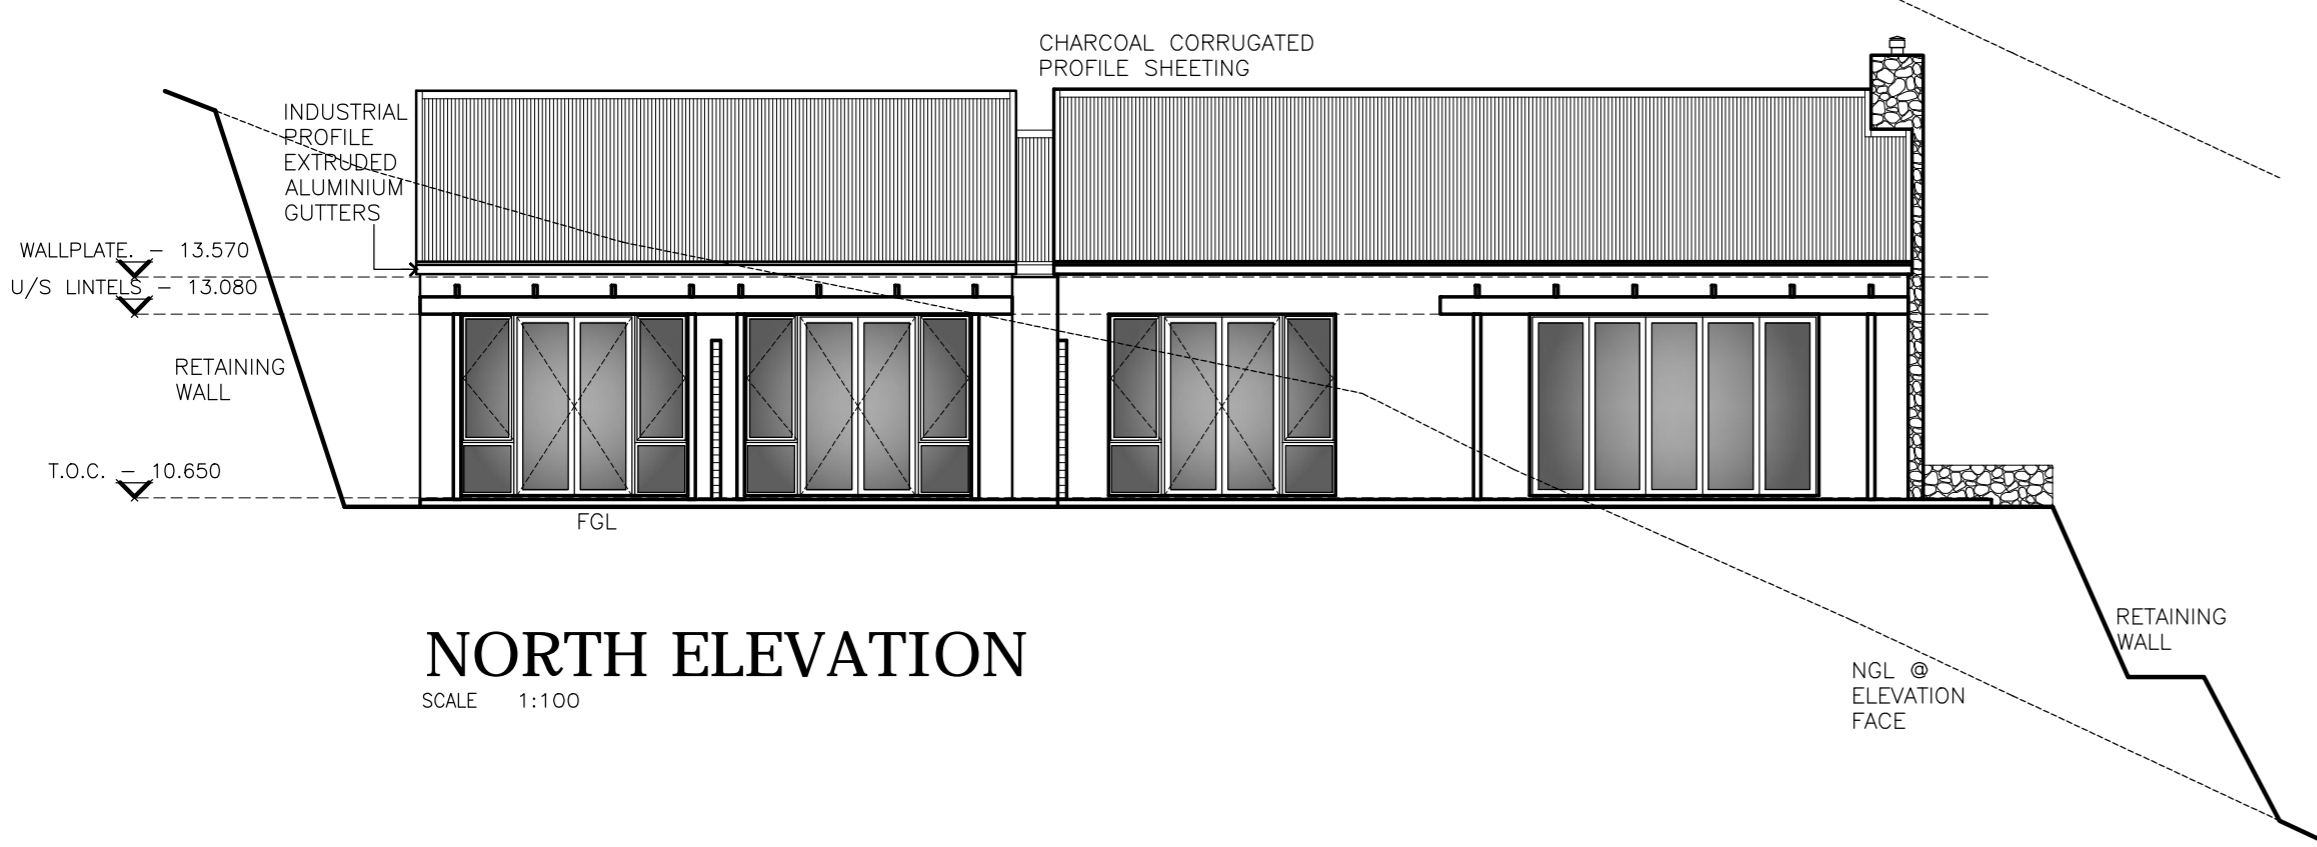 CHARCOAL CORRUGATED
PROFILE SHEETING
INDUSTRIAL
PROFILE
EXTRUDED
ALUMINIUM
GUTTERS
WALLPLATE. - 13.570
U/S LINTELS - 13.080
RETAINING
WALL
T.O.C. - 10.650
FGL
NORTH ELEVATION
SCALE 1:100
RETAINING
WALL
NGL @
ELEVATION
FACE